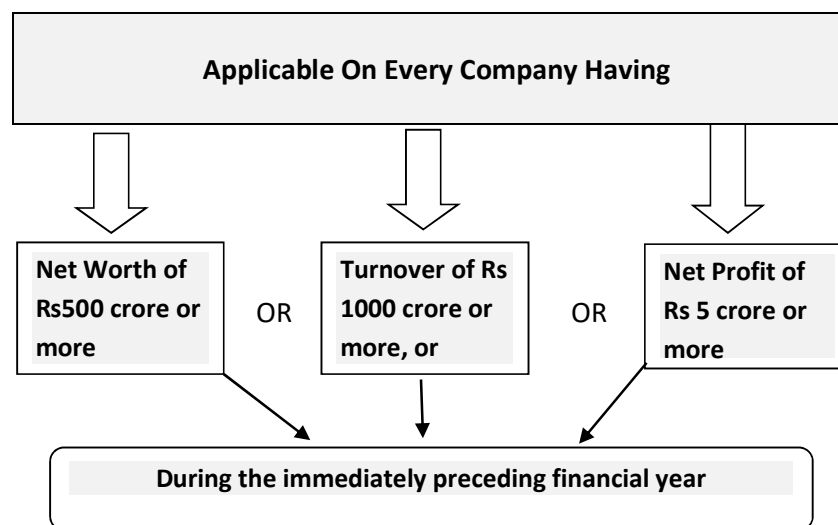 Applicable On Every Company Having
Net Worth of
Rs500 crore or
more
OR
Turnover of Rs
1000 crore or
more, or
OR
Net Profit of
Rs 5 crore or
more
During the immediately preceding financial year